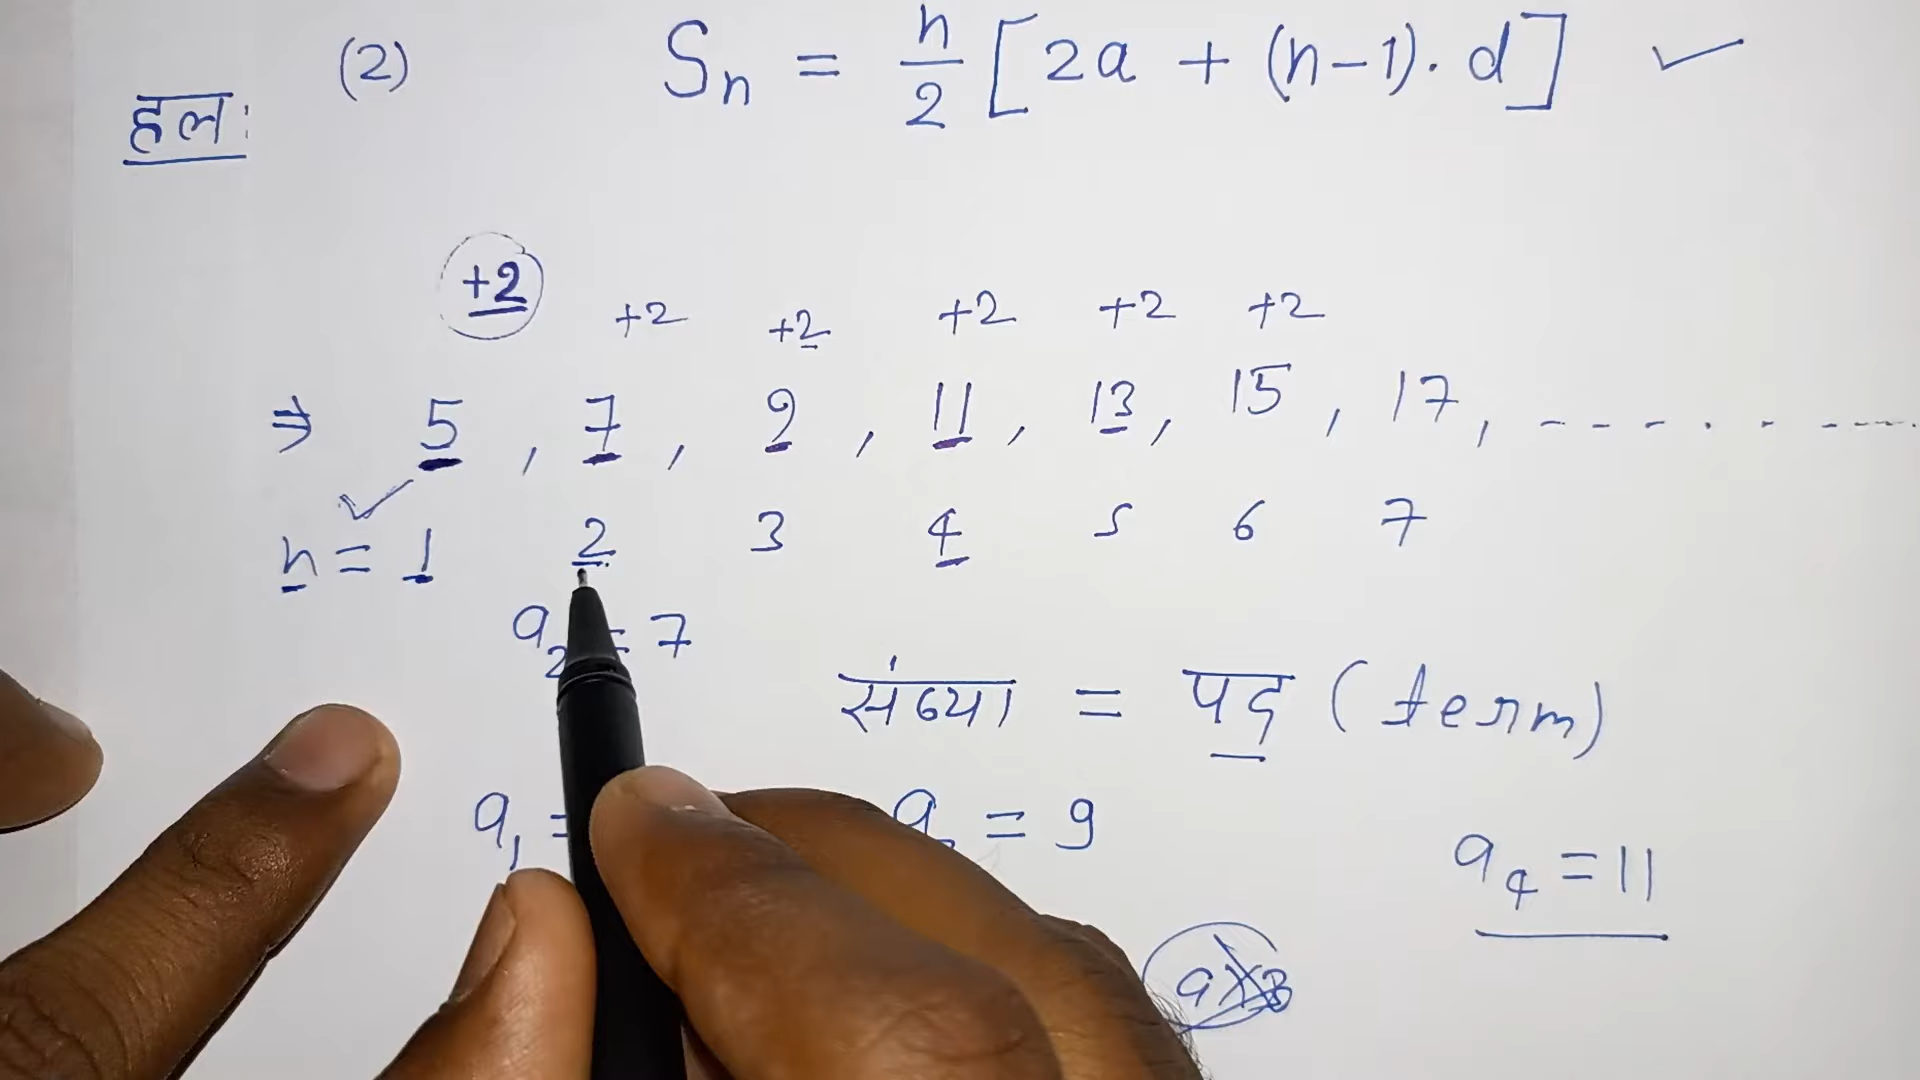 (2) Sₙ = n/2 [2a + (n-1)·d] ✓
हलः
+2 +2 +2 +2 +2 +2
⇒ 5, 7, 9, 11, 13, 15, 17, ------
n = 1 2 3 4 5 6 7
a₂ = 7
संख्या = पद (term)
a₁ = a = 9
a₄ = 11